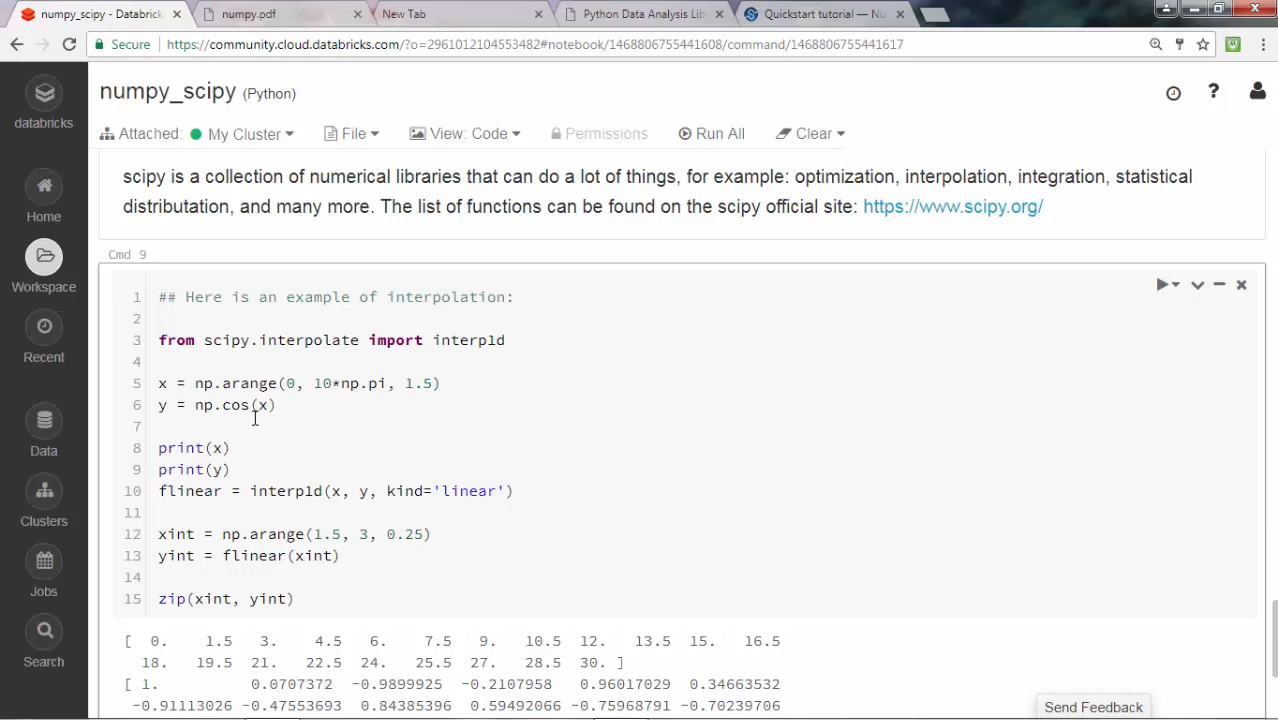 numpy_scipy - Databrick
numpy.pdf
New Tab
Python Data Analysis Lib
Quickstart tutorial — Nu
Secure https://community.cloud.databricks.com/?o=2961012104553482#notebook/1468806755441608/command/1468806755441617
databricks
Home
Workspace
Recent
Data
Clusters
Jobs
Search
numpy_scipy (Python)
Attached: My Cluster File View: Code Permissions Run All Clear
scipy is a collection of numerical libraries that can do a lot of things, for example: optimization, interpolation, integration, statistical
distributation, and many more. The list of functions can be found on the scipy official site: https://www.scipy.org/
Cmd 9
1 ## Here is an example of interpolation:
2
3 from scipy.interpolate import interp1d
4
5 x = np.arange(0, 10*np.pi, 1.5)
6 y = np.cos(x)
7
8 print(x)
9 print(y)
10 flinear = interp1d(x, y, kind='linear')
11
12 xint = np.arange(1.5, 3, 0.25)
13 yint = flinear(xint)
14
15 zip(xint, yint)
[ 0. 1.5 3. 4.5 6. 7.5 9. 10.5 12. 13.5 15. 16.5
18. 19.5 21. 22.5 24. 25.5 27. 28.5 30. ]
[ 1. 0.0707372 -0.9899925 -0.2107958 0.96017029 0.34663532
-0.91113026 -0.47553693 0.84385396 0.59492066 -0.75968791 -0.70239706
Send Feedback